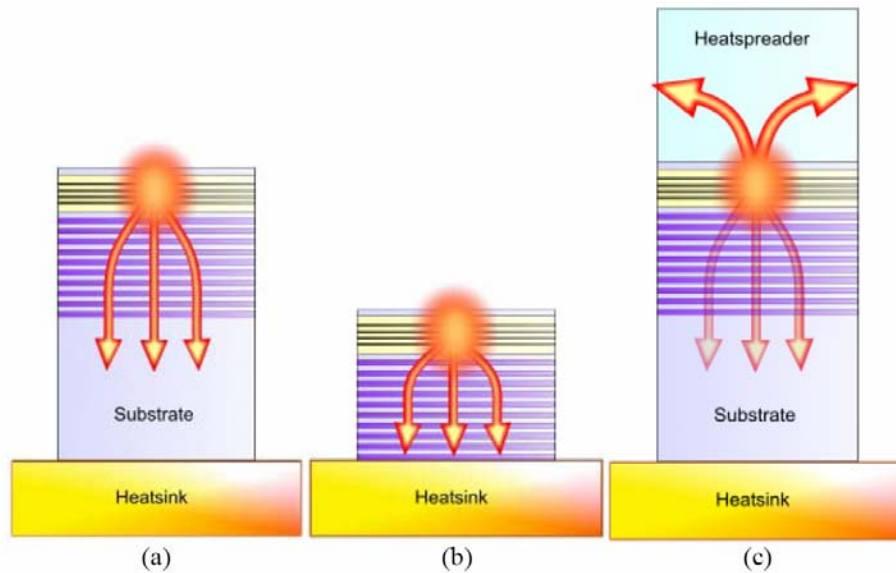 Heatspreader
Substrate
Substrate
Heatsink
Heatsink
Heatsink
(a)
(b)
(c)